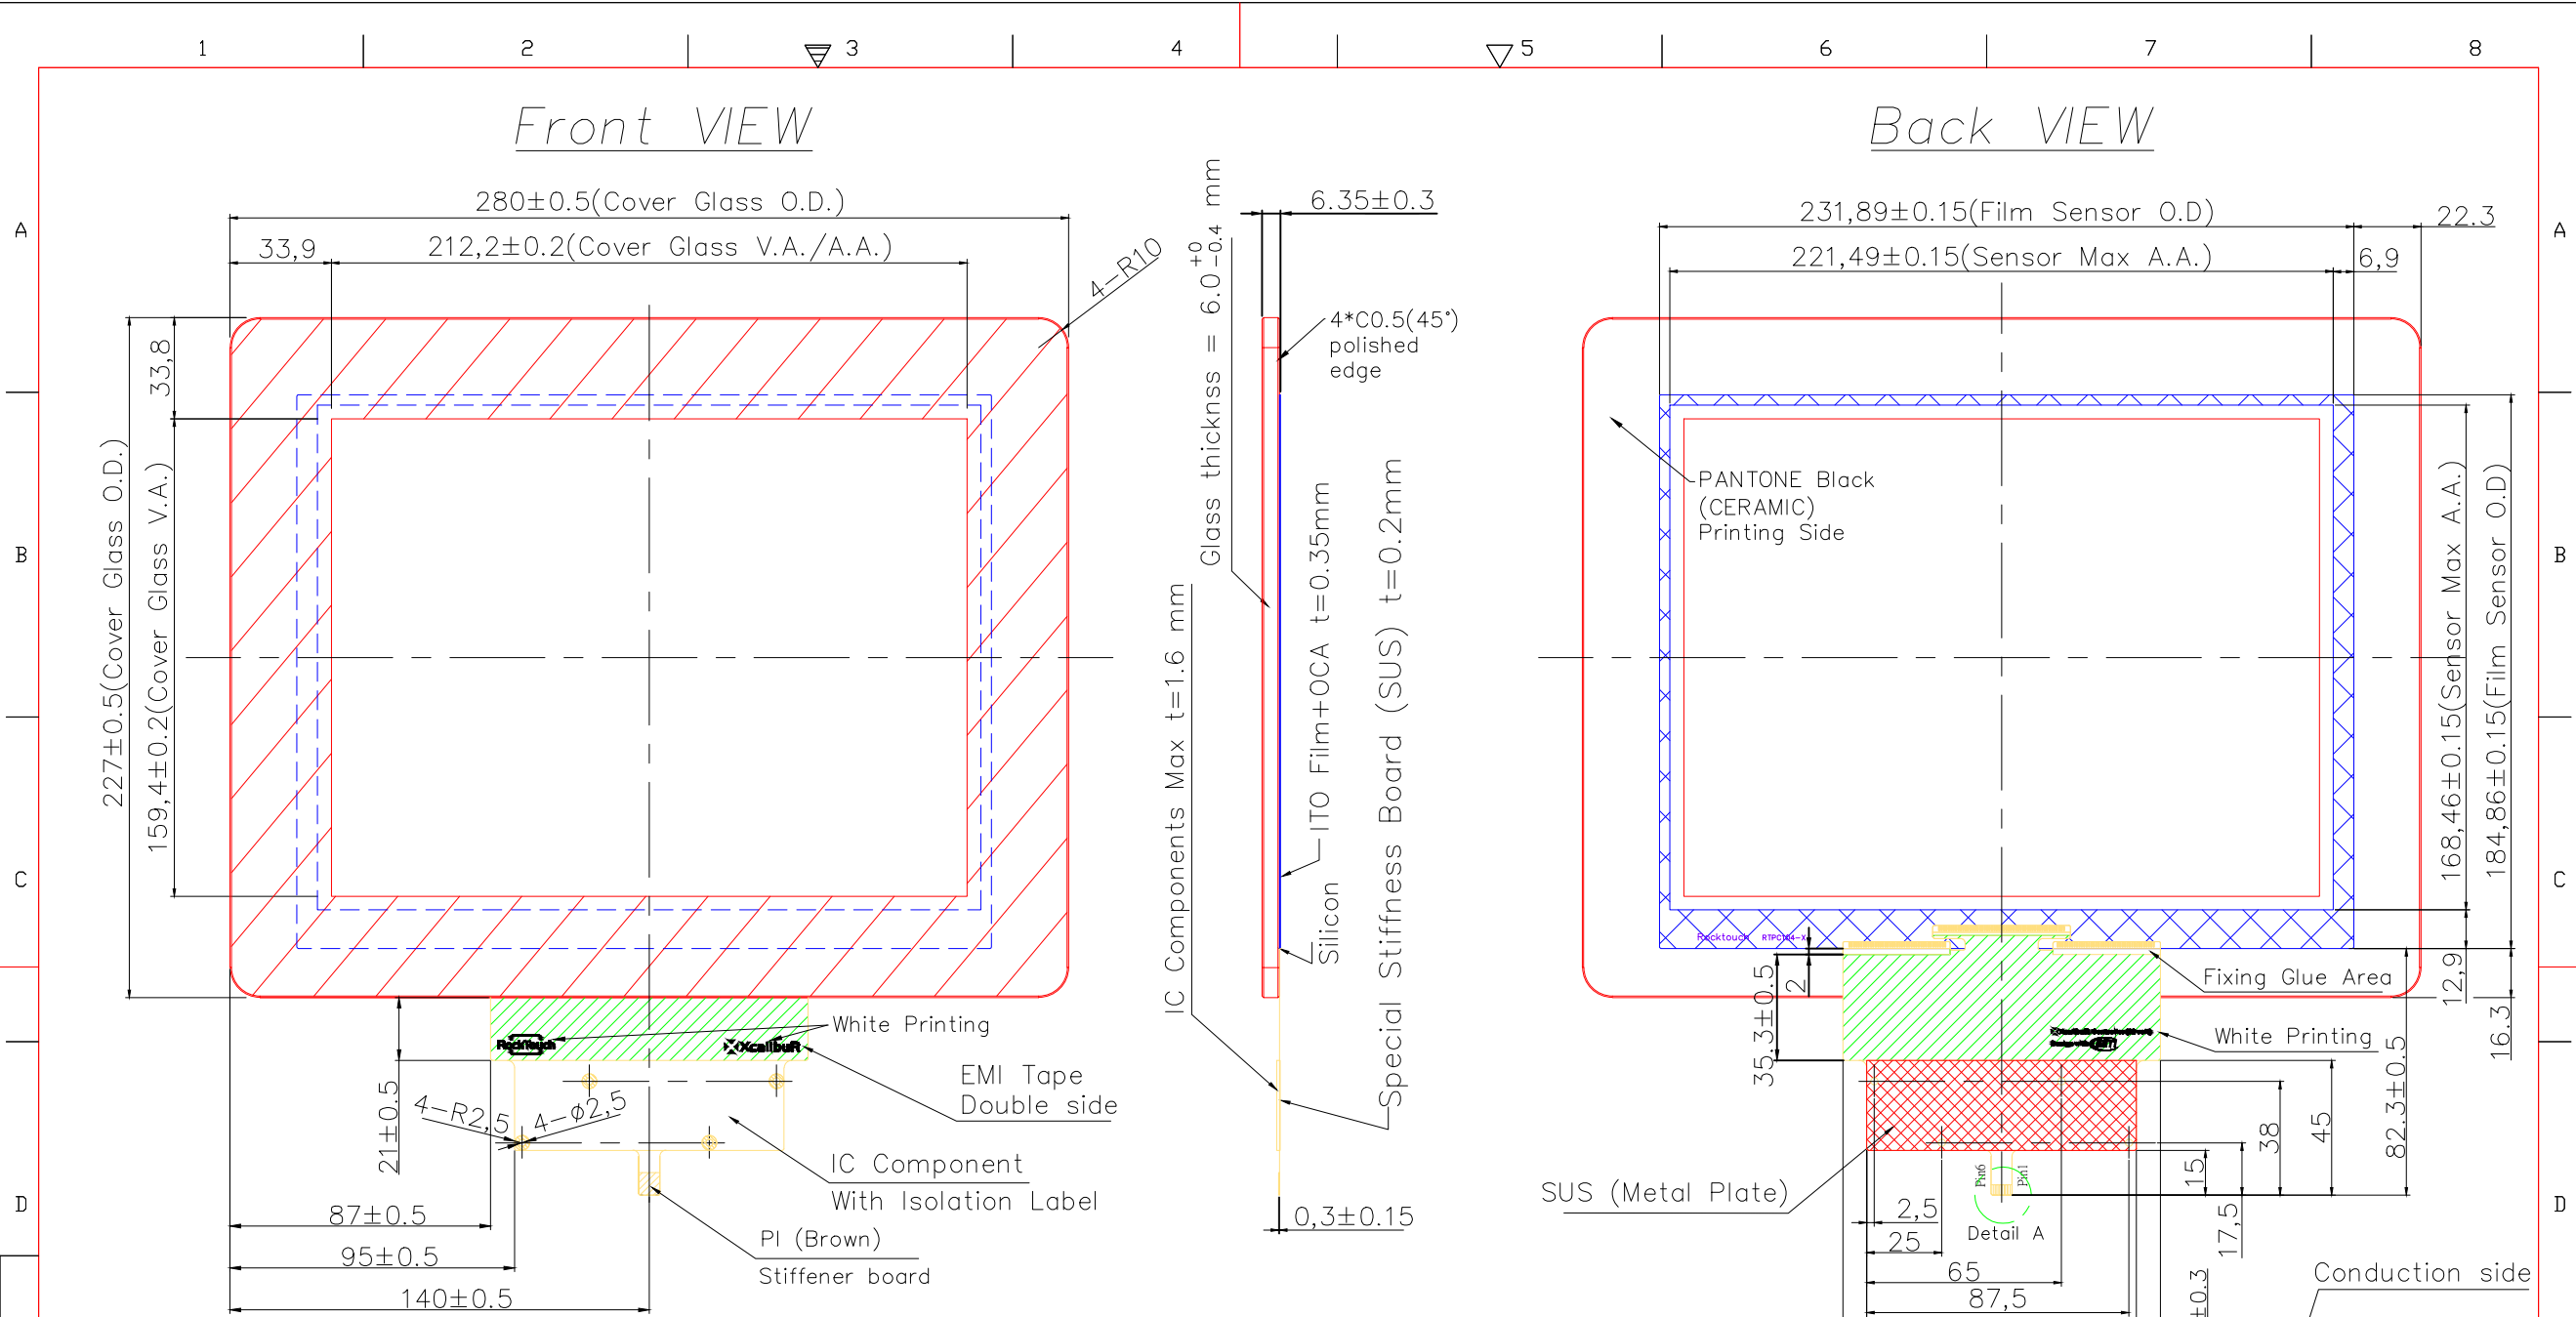 1 2 3 4 5 6 7 8
Front VIEW
Back VIEW
A
A
B
B
C
C
D
D
280±0.5(Cover Glass O.D.)
33,9
212,2±0.2(Cover Glass V.A./A.A.)
4-R10
33,8
227±0.5(Cover Glass O.D.)
159,4±0.2(Cover Glass V.A.)
RockTouch
XcalibuR
White Printing
EMI Tape
Double side
21±0.5
4-R2,5
4-ø2,5
IC Component
With Isolation Label
PI (Brown)
Stiffener board
87±0.5
95±0.5
140±0.5
6.35±0.3
Glass thicknss = 6.0 +0 -0.4 mm
4*C0.5(45°)
polished
edge
ITO Film+OCA t=0.35mm
Silicon
IC Components Max t=1.6 mm
Special Stiffness Board (SUS) t=0.2mm
0,3±0.15
231,89±0.15(Film Sensor O.D)
22.3
221,49±0.15(Sensor Max A.A.)
6,9
PANTONE Black
(CERAMIC)
Printing Side
168,46±0.15(Sensor Max A.A.)
184,86±0.15(Film Sensor O.D)
Rocktouch
Fixing Glue Area
12,9
16.3
2
35.3±0.5
White Printing
82.3±0.5
45
38
15
17,5
SUS (Metal Plate)
Pin6
Pin1
Detail A
2,5
25
65
87,5
±0.3
Conduction side